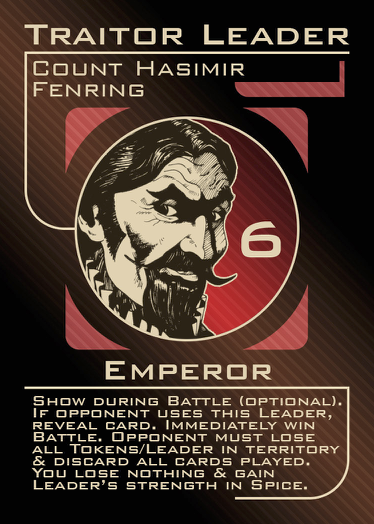 Traitor Leader
Count Hasimir
Fenring
6
Emperor
Show during Battle (optional).
If opponent uses this Leader,
reveal card. Immediately win
Battle. Opponent must lose
all Tokens/Leader in territory
& discard all cards played.
You lose nothing & gain
Leader's strength in Spice.